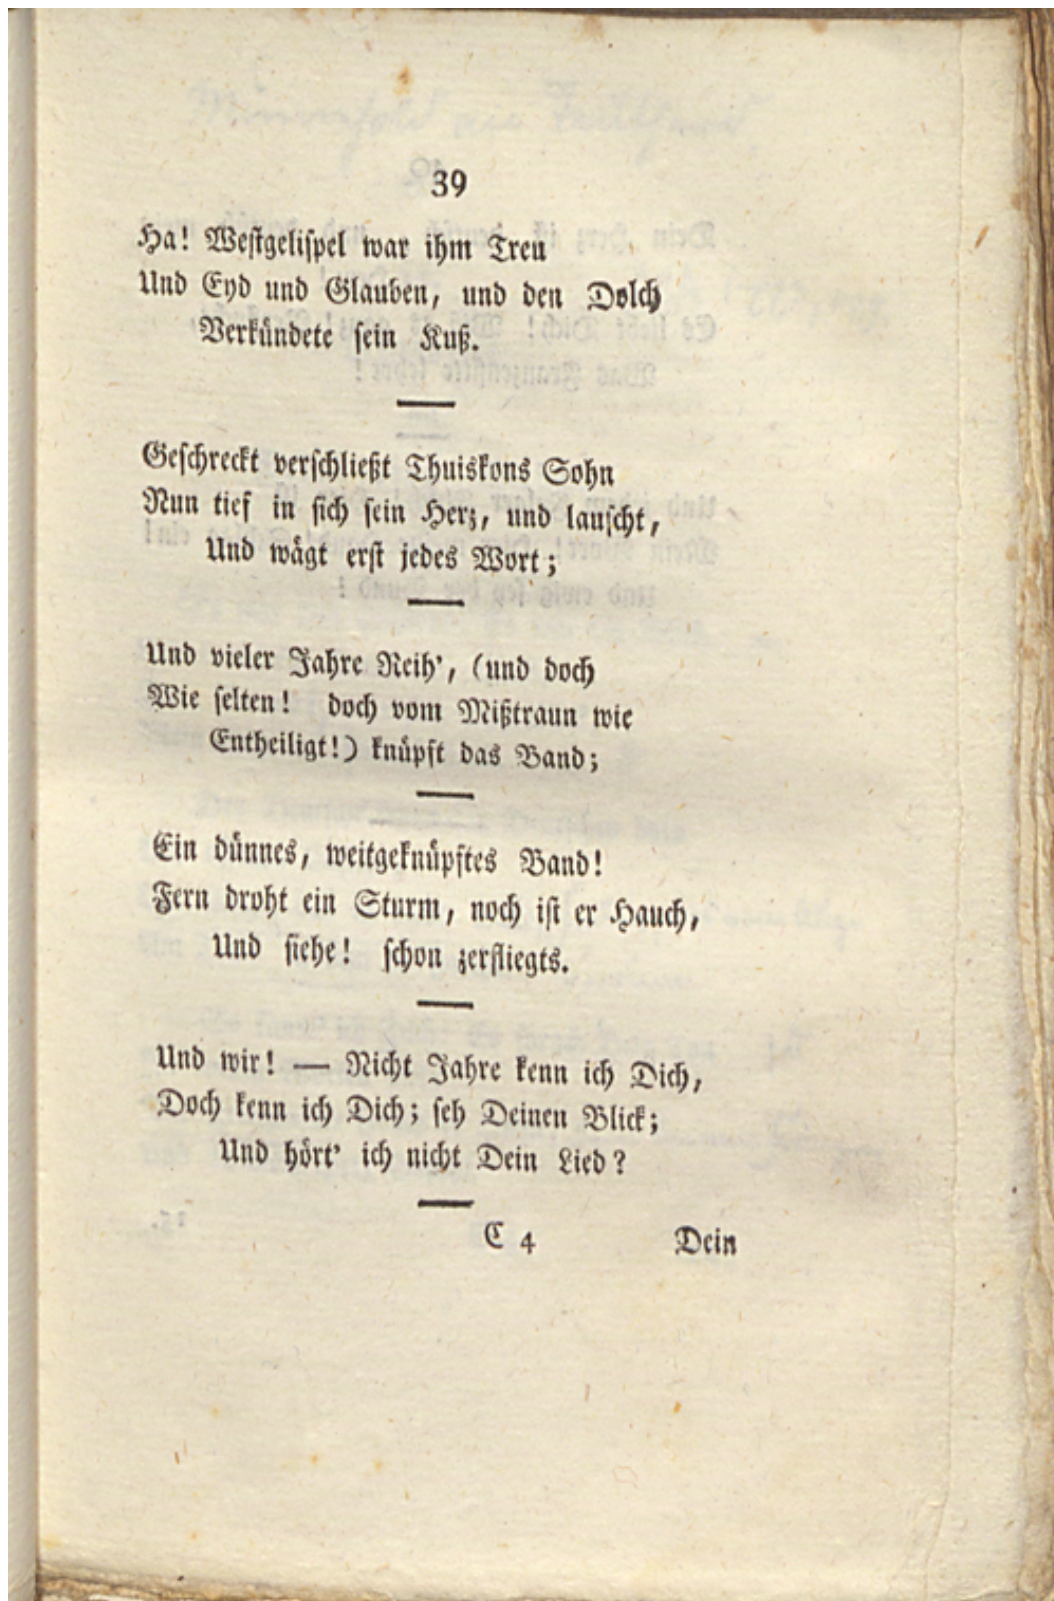 39
Ha! Westgelispel war ihm Treu
Und Eyd und Glauben, und den Dolch
Verkündete sein Kuß.
Geschreckt verschließt Thuiskons Sohn
Nun tief in sich sein Herz, und lauscht,
Und wägt erst jedes Wort;
Und vieler Jahre Reih', (und doch
Wie selten! doch vom Mißtraun wie
Entheiligt!) knüpft das Band;
Ein dünnes, weitgeknüpftes Band!
Fern droht ein Sturm, noch ist er Hauch,
Und siehe! schon zerfliegts.
Und wir! — Nicht Jahre kenn ich Dich,
Doch kenn ich Dich; seh Deinen Blick;
Und hört' ich nicht Dein Lied?
C 4 Dein